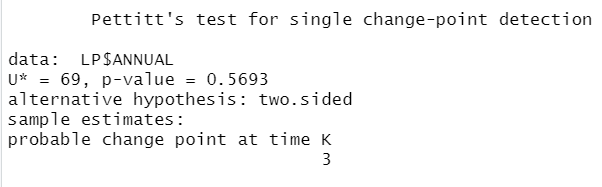 Pettitt's test for single change-point detection
data: LP$ANNUAL
U* = 69, p-value = 0.5693
alternative hypothesis: two.sided
sample estimates:
probable change point at time K
3